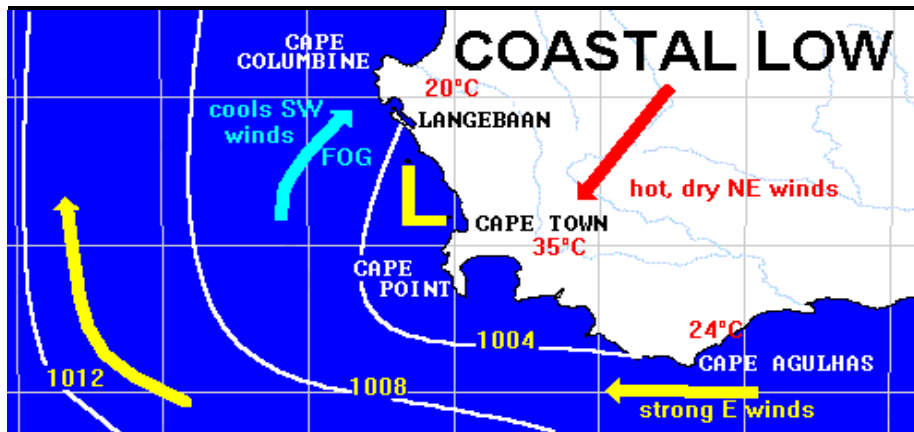 COASTAL LOW
CAPE
COLUMBINE
20°C
cools SW
winds
FOG
LANGEBAAN
hot, dry NE winds
L
CAPE TOWN
35°C
CAPE
POINT
1004
24°C
CAPE AGULHAS
1012
1008
strong E winds